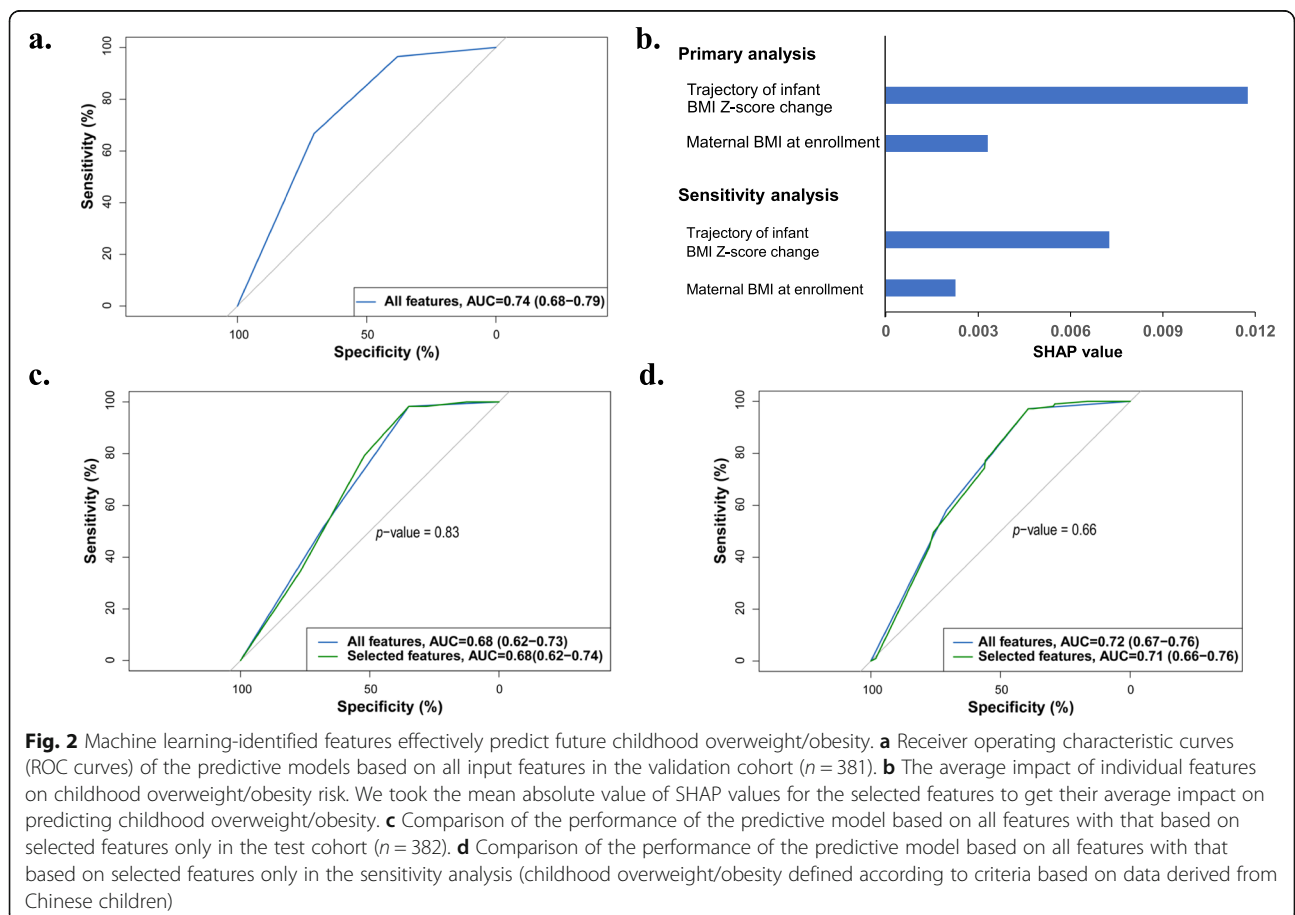 a.
100
80
60
40
20
0
Sensitivity (%)
All features, AUC=0.74 (0.68−0.79)
100
50
0
Specificity (%)
b.
Primary analysis
Trajectory of infant
BMI Z-score change
Maternal BMI at enrollment
Sensitivity analysis
Trajectory of infant
BMI Z-score change
Maternal BMI at enrollment
0
0.003
0.006
0.009
0.012
SHAP value
c.
100
80
60
40
20
0
Sensitivity (%)
p−value = 0.83
All features, AUC=0.68 (0.62−0.73)
Selected features, AUC=0.68(0.62−0.74)
100
50
0
Specificity (%)
d.
100
80
60
40
20
0
Sensitivity (%)
p−value = 0.66
All features, AUC=0.72 (0.67−0.76)
Selected features, AUC=0.71 (0.66−0.76)
100
50
0
Specificity (%)
Fig. 2 Machine learning-identified features effectively predict future childhood overweight/obesity. a Receiver operating characteristic curves
(ROC curves) of the predictive models based on all input features in the validation cohort (n = 381). b The average impact of individual features
on childhood overweight/obesity risk. We took the mean absolute value of SHAP values for the selected features to get their average impact on
predicting childhood overweight/obesity. c Comparison of the performance of the predictive model based on all features with that based on
selected features only in the test cohort (n = 382). d Comparison of the performance of the predictive model based on all features with that
based on selected features only in the sensitivity analysis (childhood overweight/obesity defined according to criteria based on data derived from
Chinese children)